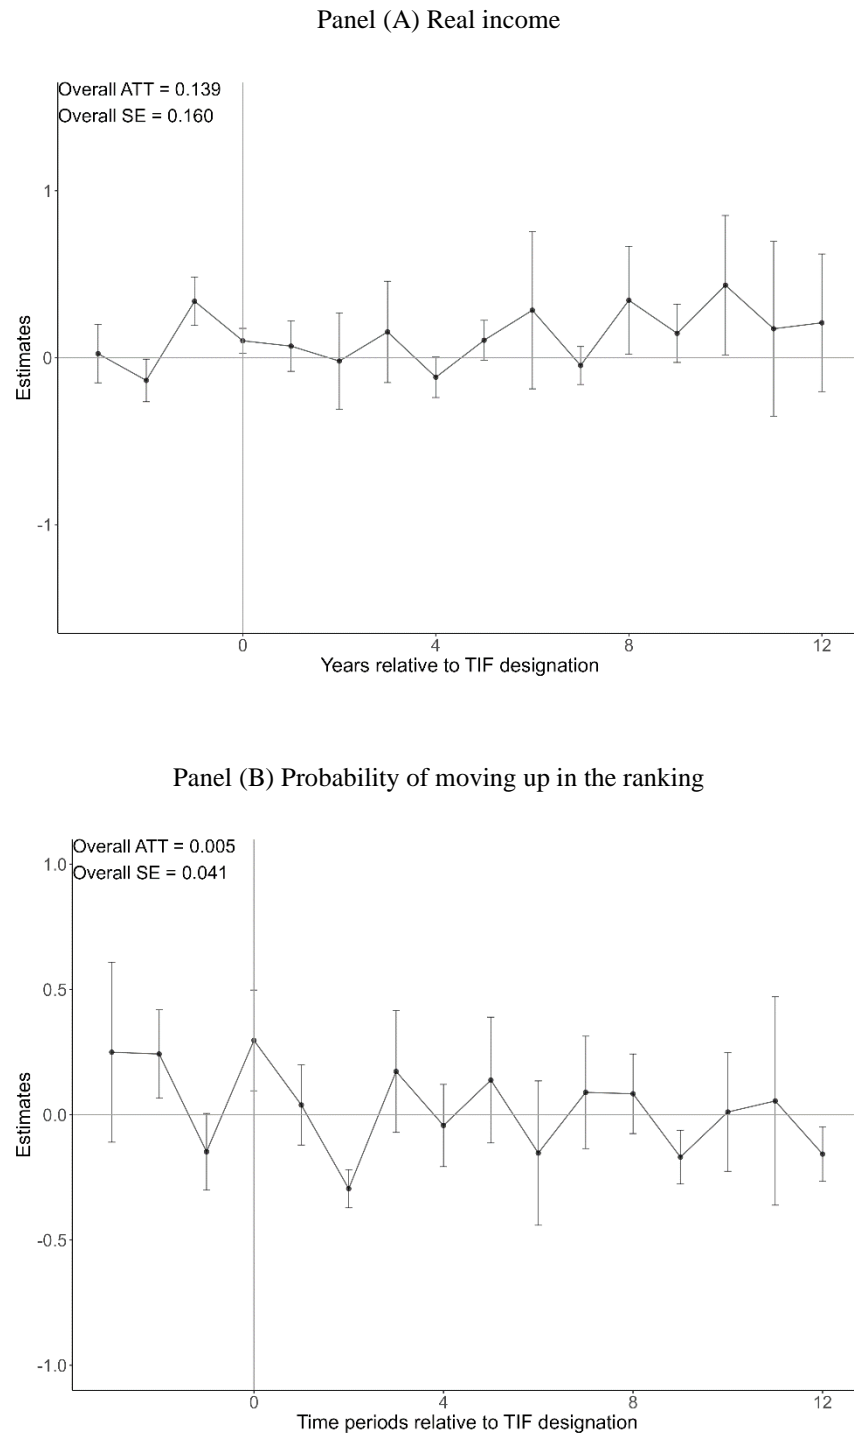 Panel (A) Real income
Overall ATT = 0.139
Overall SE = 0.160
1
0
-1
Estimates
0 4 8 12
Years relative to TIF designation
Panel (B) Probability of moving up in the ranking
Overall ATT = 0.005
Overall SE = 0.041
1.0
0.5
0.0
-0.5
-1.0
Estimates
0 4 8 12
Time periods relative to TIF designation